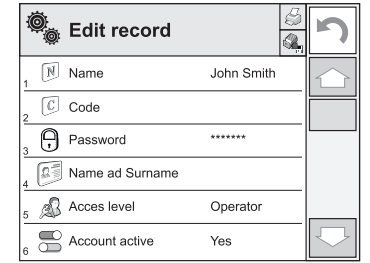 Edit record
1 N Name John Smith
2 C Code
3 Password *******
4 Name ad Surname
5 Acces level Operator
6 Account active Yes